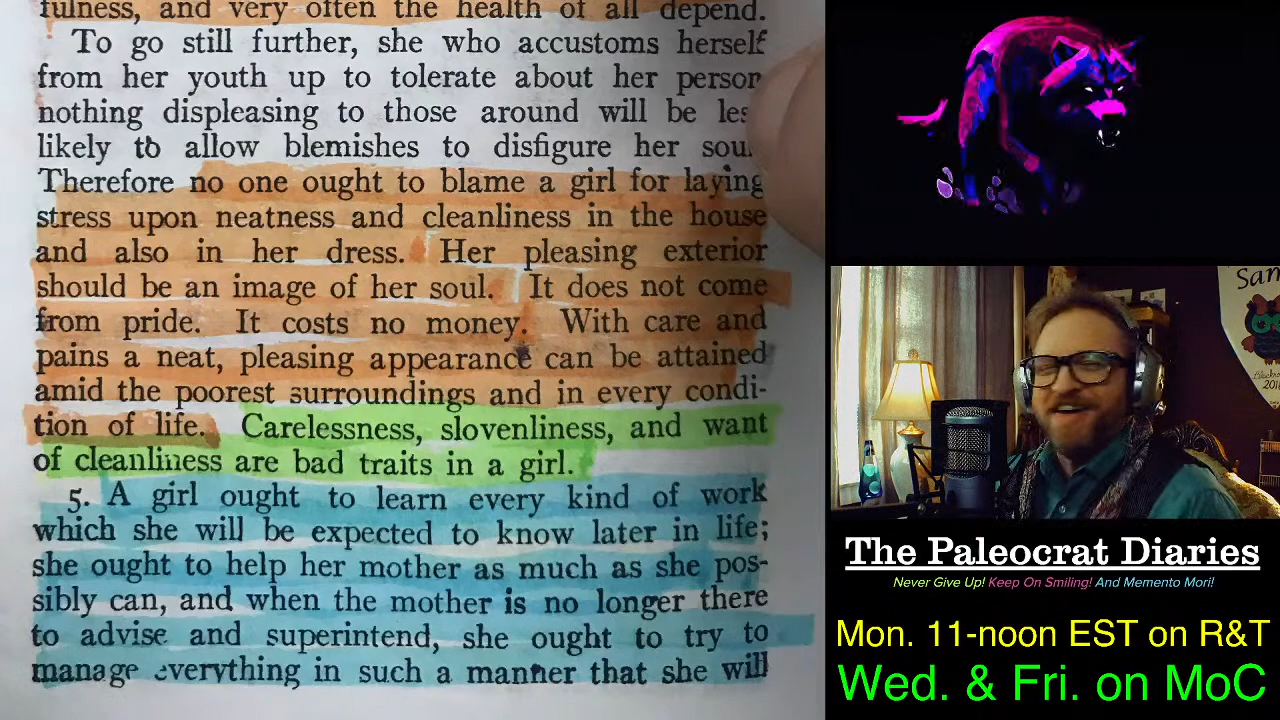 fulness, and very often the health of all depend.
To go still further, she who accustoms herself
from her youth up to tolerate about her person
nothing displeasing to those around will be les
likely to allow blemishes to disfigure her soul.
Therefore no one ought to blame a girl for laying
stress upon neatness and cleanliness in the house
and also in her dress. Her pleasing exterior
should be an image of her soul. It does not come
from pride. It costs no money. With care and
pains a neat, pleasing appearance can be attained
amid the poorest surroundings and in every condi-
tion of life. Carelessness, slovenliness, and want
of cleanliness are bad traits in a girl.
5. A girl ought to learn every kind of work
which she will be expected to know later in life;
she ought to help her mother as much as she pos-
sibly can, and when the mother is no longer there
to advise and superintend, she ought to try to
manage everything in such a manner that she will
Sam
The Paleocrat Diaries
Never Give Up! Keep On Smiling! And Memento Mori!
Mon. 11-noon EST on R&T
Wed. & Fri. on MoC